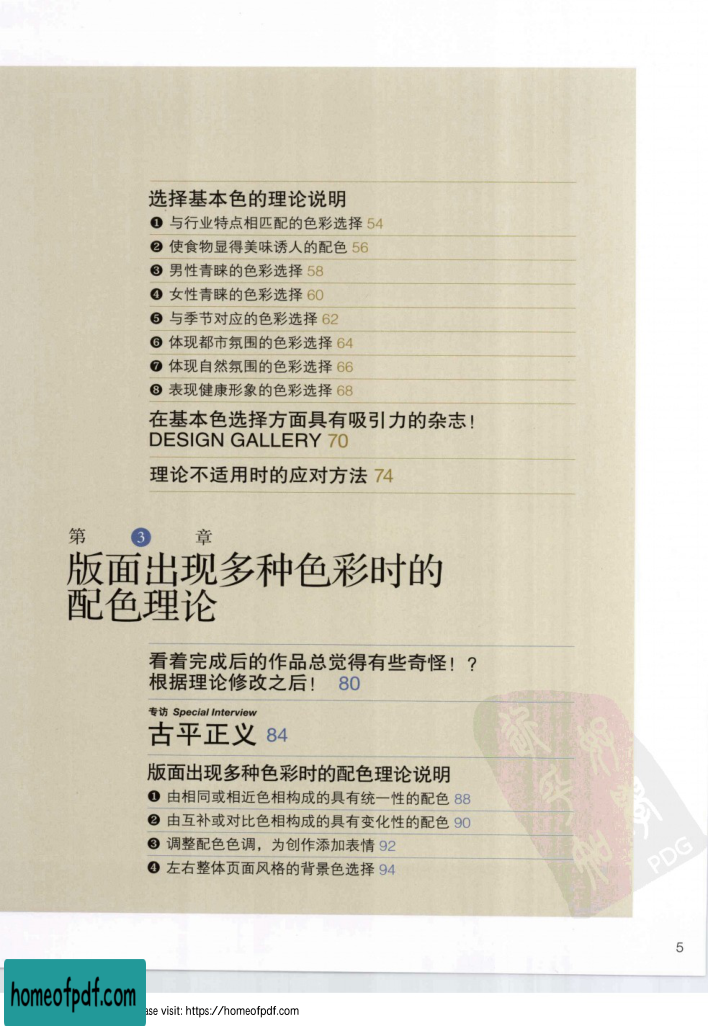 选择基本色的理论说明
❶ 与行业特点相匹配的色彩选择 54
❷ 使食物显得美味诱人的配色 56
❸ 男性青睐的色彩选择 58
❹ 女性青睐的色彩选择 60
❺ 与季节对应的色彩选择 62
❻ 体现都市氛围的色彩选择 64
❼ 体现自然氛围的色彩选择 66
❽ 表现健康形象的色彩选择 68
在基本色选择方面具有吸引力的杂志！
DESIGN GALLERY 70
理论不适用时的应对方法 74
第 3 章
版面出现多种色彩时的
配色理论
看着完成后的作品总觉得有些奇怪！？
根据理论修改之后！ 80
专访 Special Interview
古平正义 84
版面出现多种色彩时的配色理论说明
❶ 由相同或相近色相构成的具有统一性的配色 88
❷ 由互补或对比色相构成的具有变化性的配色 90
❸ 调整配色色调，为创作添加表情 92
❹ 左右整体页面风格的背景色选择 94
PDG
5
homeofpdf.com
ase visit: https://homeofpdf.com